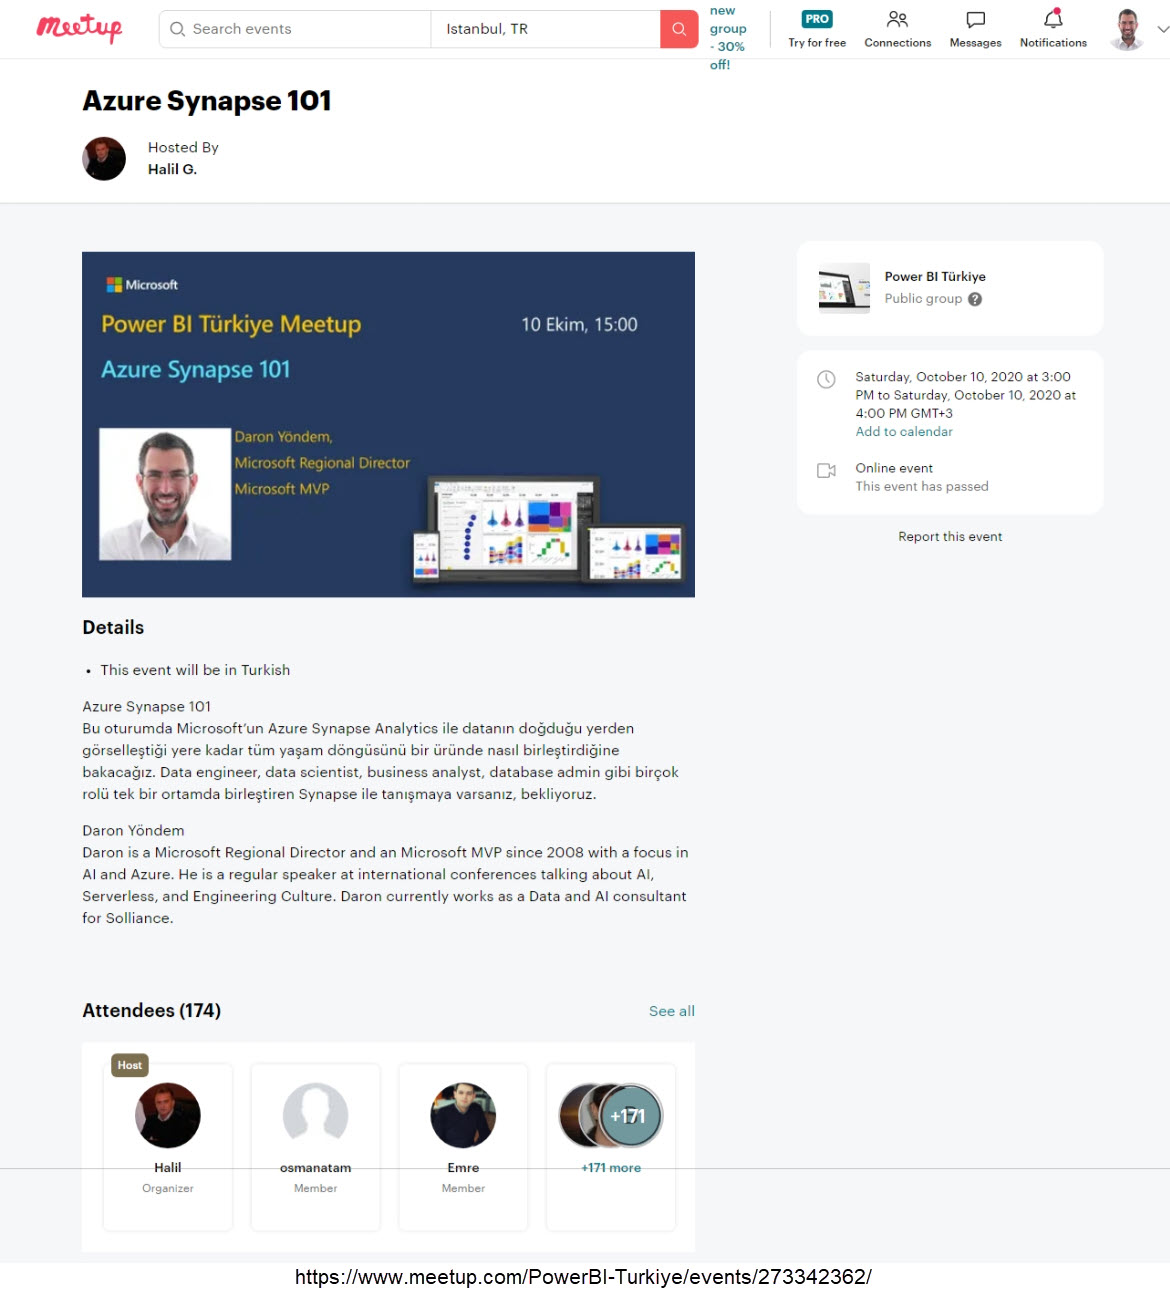 meetup
Search events
Istanbul, TR
new
group
- 30%
off!
PRO
Try for free
Connections
Messages
Notifications
Azure Synapse 101
Hosted By
Halil G.
Microsoft
Power BI Türkiye Meetup
10 Ekim, 15:00
Azure Synapse 101
Daron Yöndem,
Microsoft Regional Director
Microsoft MVP
Power BI Türkiye
Public group ?
Saturday, October 10, 2020 at 3:00
PM to Saturday, October 10, 2020 at
4:00 PM GMT+3
Add to calendar
Online event
This event has passed
Report this event
Details
• This event will be in Turkish
Azure Synapse 101
Bu oturumda Microsoft'un Azure Synapse Analytics ile datanın doğduğu yerden
görselleştiği yere kadar tüm yaşam döngüsünü bir üründe nasıl birleştirdiğine
bakacağız. Data engineer, data scientist, business analyst, database admin gibi birçok
rolü tek bir ortamda birleştiren Synapse ile tanışmaya varsanız, bekliyoruz.
Daron Yöndem
Daron is a Microsoft Regional Director and an Microsoft MVP since 2008 with a focus in
AI and Azure. He is a regular speaker at international conferences talking about AI,
Serverless, and Engineering Culture. Daron currently works as a Data and AI consultant
for Solliance.
Attendees (174)
See all
Host
Halil
Organizer
osmanatam
Member
Emre
Member
+171
+171 more
https://www.meetup.com/PowerBI-Turkiye/events/273342362/